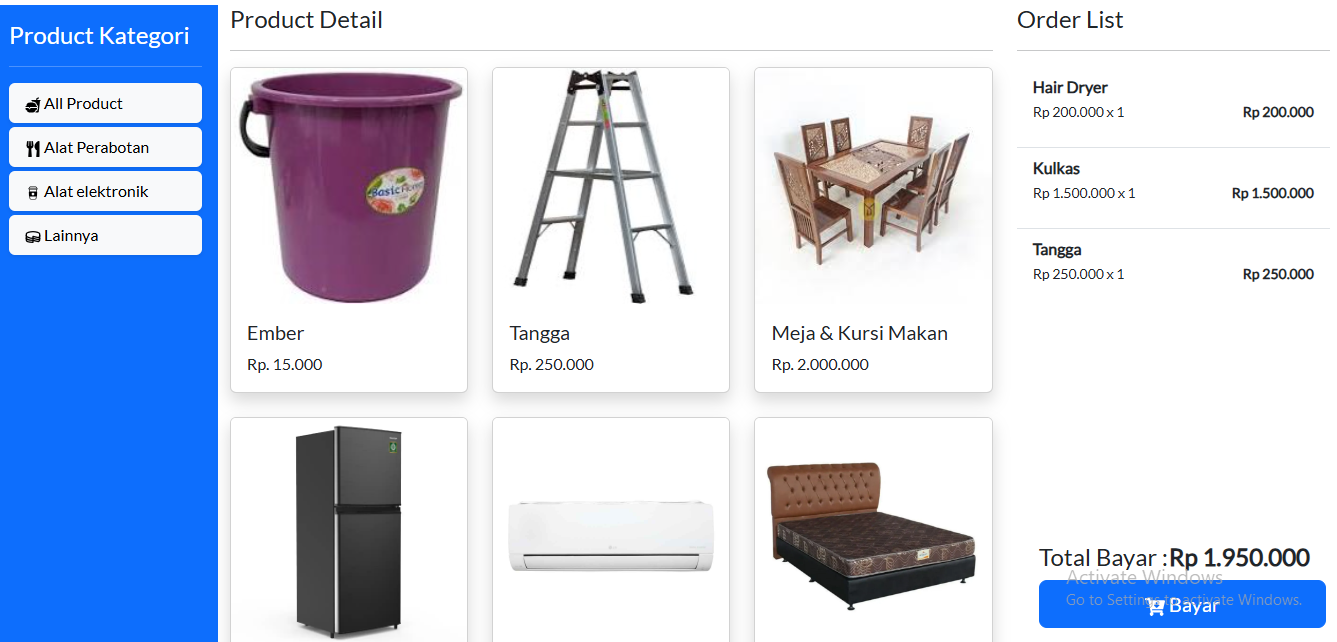 Product Kategori
All Product
Alat Perabotan
Alat elektronik
Lainnya
Product Detail
Basic Home
Ember
Rp. 15.000
Tangga
Rp. 250.000
Meja & Kursi Makan
Rp. 2.000.000
Order List
Hair Dryer
Rp 200.000 x 1 Rp 200.000
Kulkas
Rp 1.500.000 x 1 Rp 1.500.000
Tangga
Rp 250.000 x 1 Rp 250.000
Total Bayar :Rp 1.950.000
Activate Windows
Go to Settings to activate Windows.
Bayar